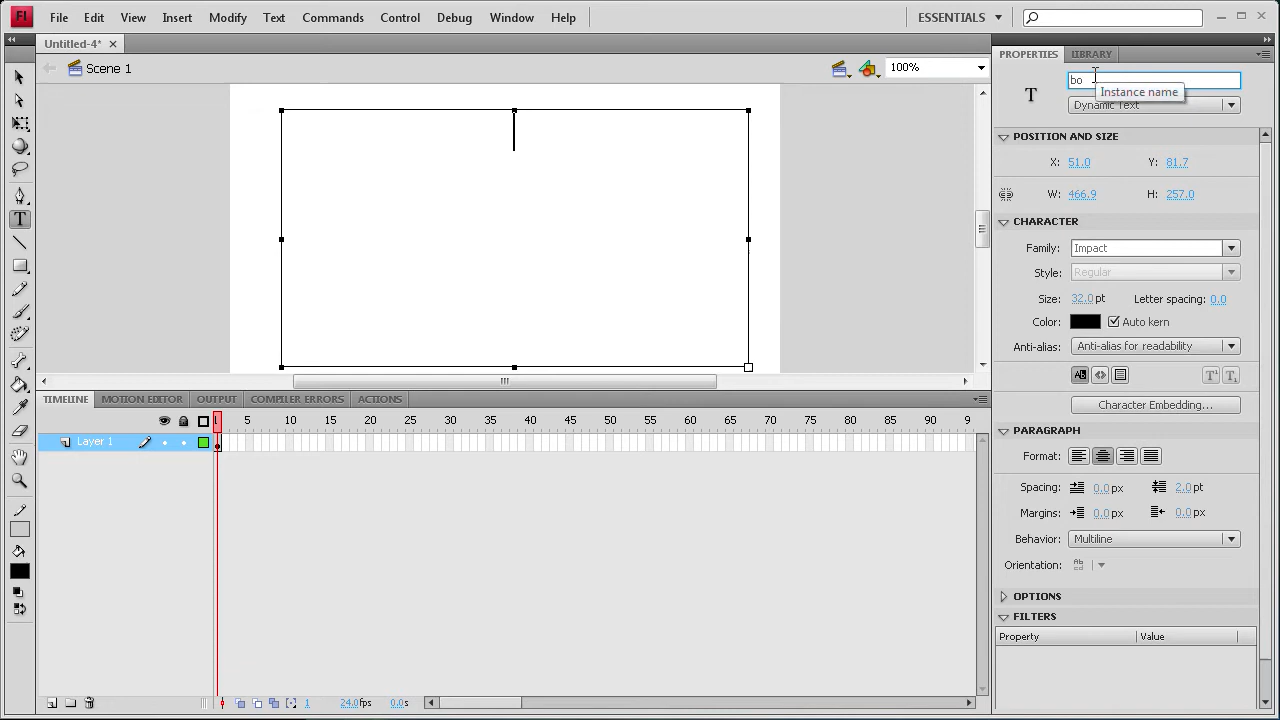 Fl File Edit View Insert Modify Text Commands Control Debug Window Help ESSENTIALS
Untitled-4*
Scene 1 100%
PROPERTIES LIBRARY
T bo
Instance name
Dynamic Text
POSITION AND SIZE
X: 51.0 Y: 81.7
W: 466.9 H: 257.0
CHARACTER
Family: Impact
Style: Regular
Size: 32.0 pt Letter spacing: 0.0
Color: Auto kern
Anti-alias: Anti-alias for readability
Character Embedding...
PARAGRAPH
Format:
Spacing: 0.0 px 2.0 pt
Margins: 0.0 px 0.0 px
Behavior: Multiline
Orientation:
OPTIONS
FILTERS
Property Value
TIMELINE MOTION EDITOR OUTPUT COMPILER ERRORS ACTIONS
1 5 10 15 20 25 30 35 40 45 50 55 60 65 70 75 80 85 90 9
Layer 1
1 24.0fps 0.0s